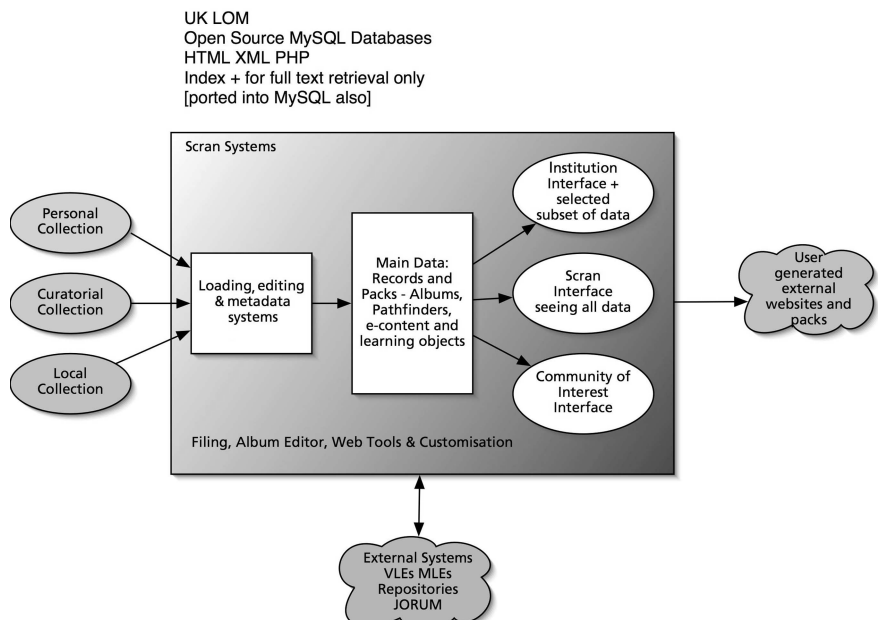 UK LOM
Open Source MySQL Databases
HTML XML PHP
Index + for full text retrieval only
[ported into MySQL also]
Scran Systems
Personal
Collection
Curatorial
Collection
Local
Collection
Loading, editing
& metadata
systems
Main Data:
Records and
Packs - Albums,
Pathfinders,
e-content and
learning objects
Institution
Interface +
selected
subset of data
Scran
Interface
seeing all data
Community of
Interest
Interface
User
generated
external
websites and
packs
Filing, Album Editor, Web Tools & Customisation
External Systems
VLEs MLEs
Repositories
JORUM